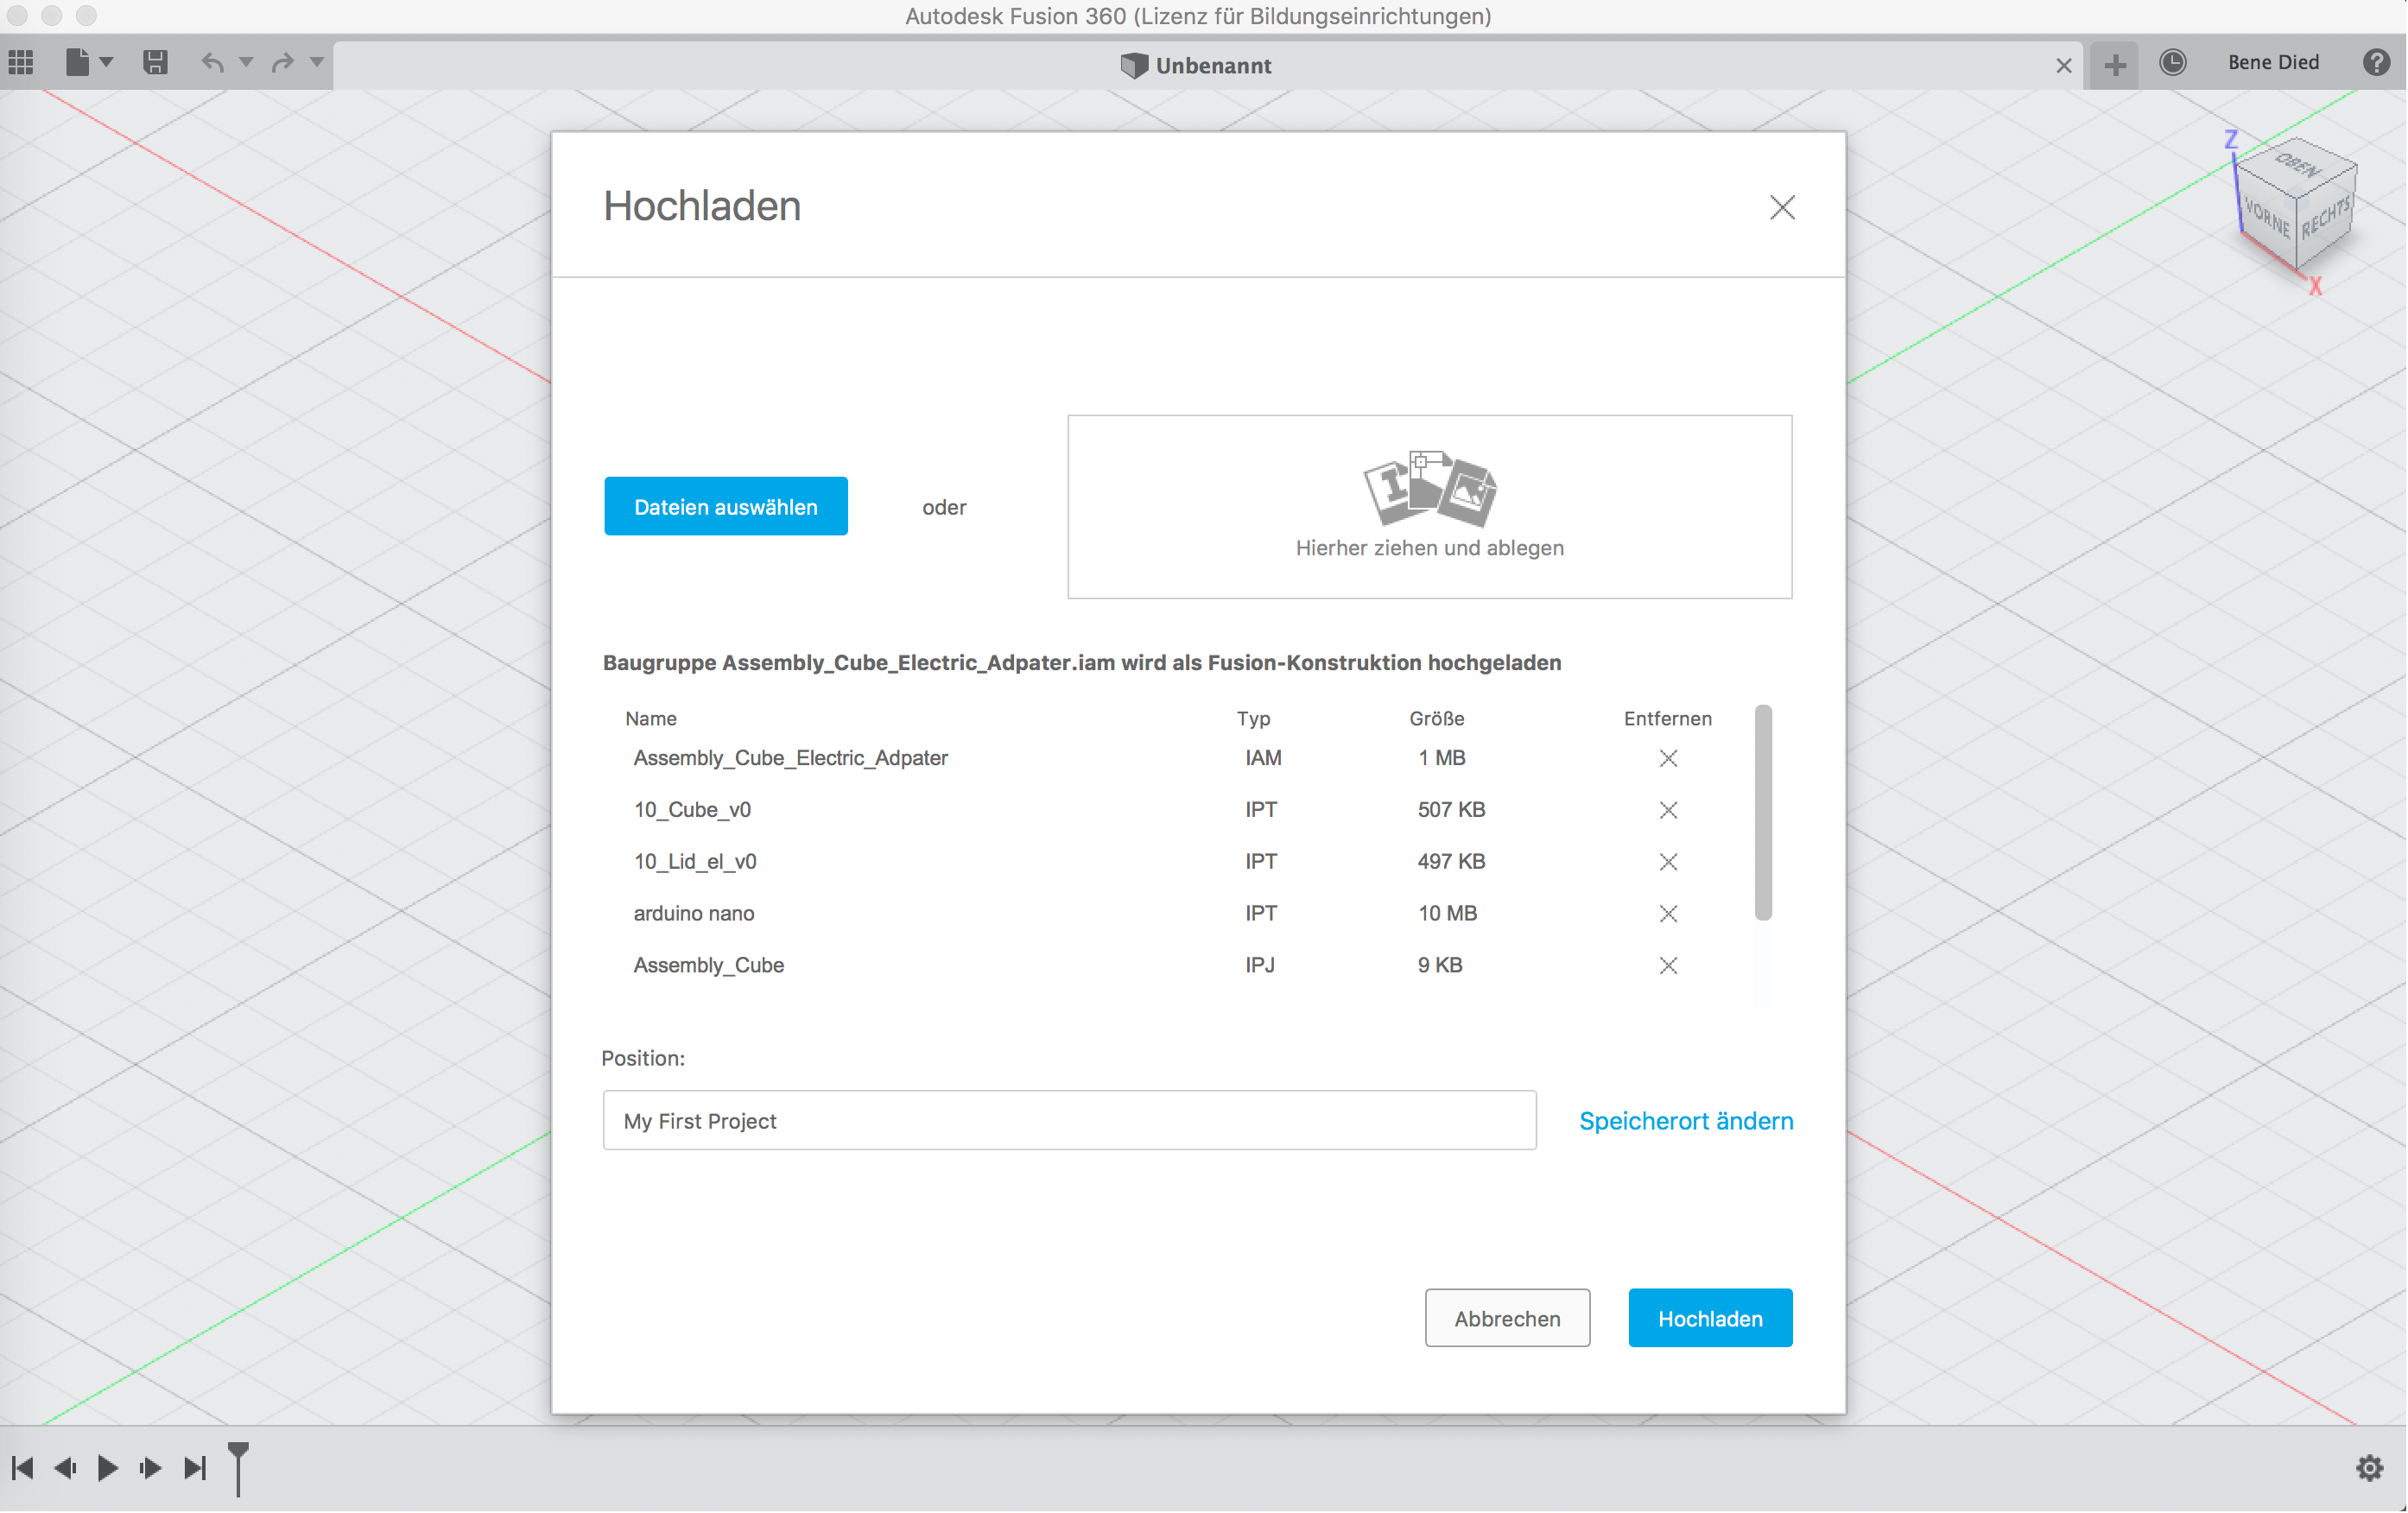 Autodesk Fusion 360 (Lizenz für Bildungseinrichtungen)
Unbenannt
Bene Died
Z
OBEN
VORNE
RECHTS
X
Hochladen
Dateien auswählen
oder
Hierher ziehen und ablegen
Baugruppe Assembly_Cube_Electric_Adpater.iam wird als Fusion-Konstruktion hochgeladen
Name Typ Größe Entfernen
Assembly_Cube_Electric_Adpater IAM 1 MB
10_Cube_v0 IPT 507 KB
10_Lid_el_v0 IPT 497 KB
arduino nano IPT 10 MB
Assembly_Cube IPJ 9 KB
Position:
My First Project
Speicherort ändern
Abbrechen
Hochladen